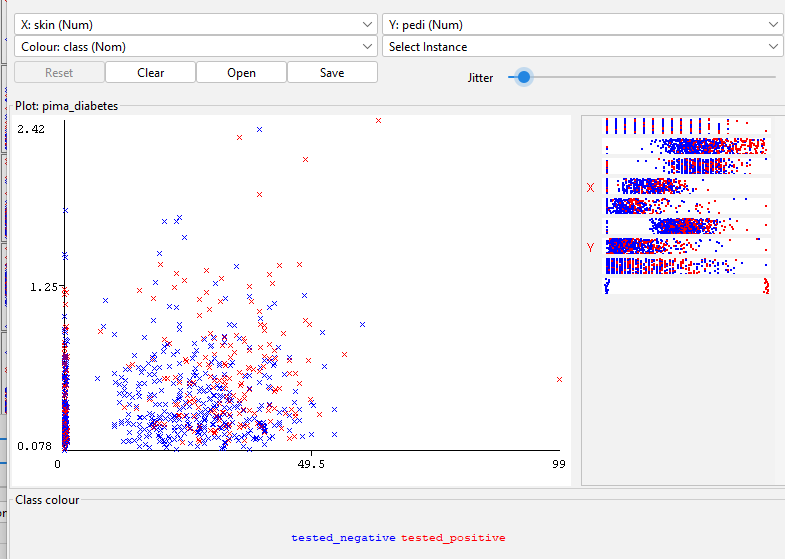 X: skin (Num) Y: pedi (Num)
Colour: class (Nom) Select Instance
Reset Clear Open Save Jitter
Plot: pima_diabetes
2.42
X
Y
1.25
0.078
0 49.5 99
Class colour
tested_negative tested_positive